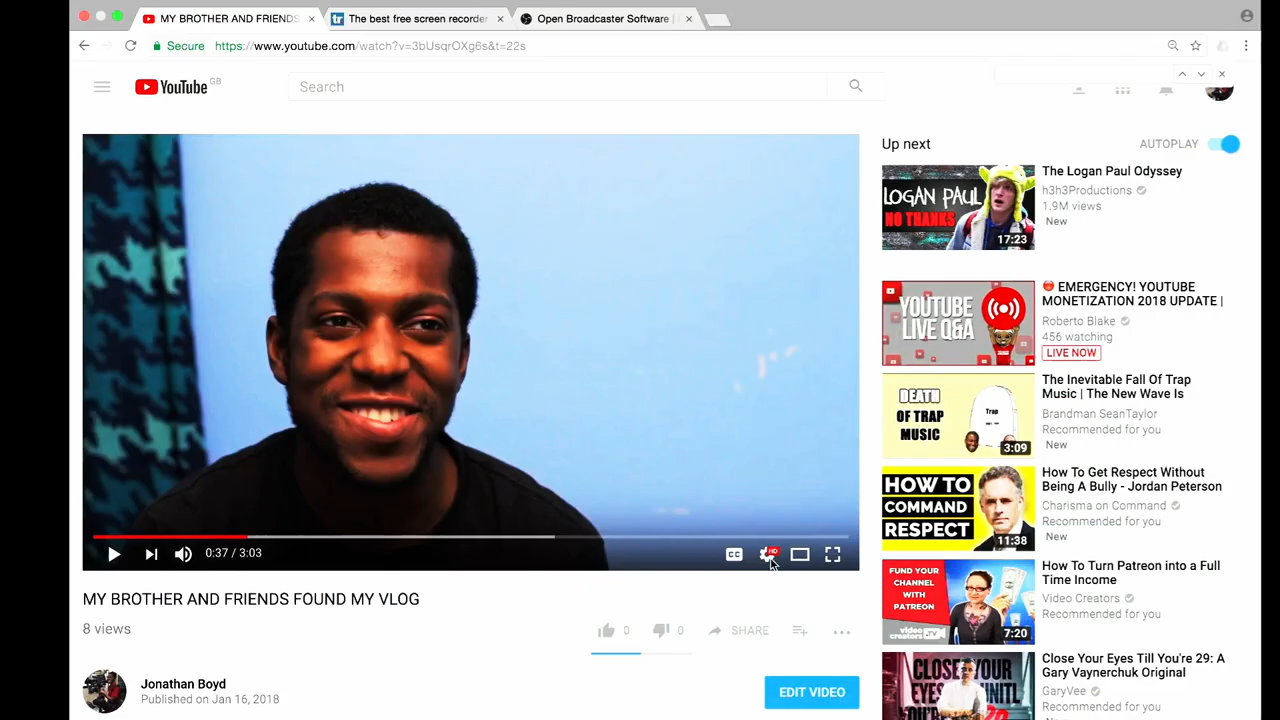 MY BROTHER AND FRIENDS
The best free screen recorder
Open Broadcaster Software |
Secure
https://www.youtube.com/watch?v=3bUsqrOXg6s&t=22s
YouTube GB
Search
Up next
AUTOPLAY
LOGAN PAUL
NO THANKS
17:23
The Logan Paul Odyssey
h3h3Productions
1.9M views
New
YOUTUBE
LIVE Q&A
EMERGENCY! YOUTUBE
MONETIZATION 2018 UPDATE |
Roberto Blake
456 watching
LIVE NOW
DEATH
OF TRAP
MUSIC
Trap
3:09
The Inevitable Fall Of Trap
Music | The New Wave Is
Brandman SeanTaylor
Recommended for you
New
HOW TO
COMMAND
RESPECT
11:38
How To Get Respect Without
Being A Bully - Jordan Peterson
Charisma on Command
Recommended for you
New
FUND YOUR
CHANNEL
WITH
PATREON
video
creators
TV
7:20
How To Turn Patreon into a Full
Time Income
Video Creators
Recommended for you
CLOSE YOUR
EYES
UNTIL
Close Your Eyes Till You're 29: A
Gary Vaynerchuk Original
GaryVee
Recommended for you
0:37 / 3:03
CC
HD
MY BROTHER AND FRIENDS FOUND MY VLOG
8 views
0
0
SHARE
Jonathan Boyd
Published on Jan 16, 2018
EDIT VIDEO